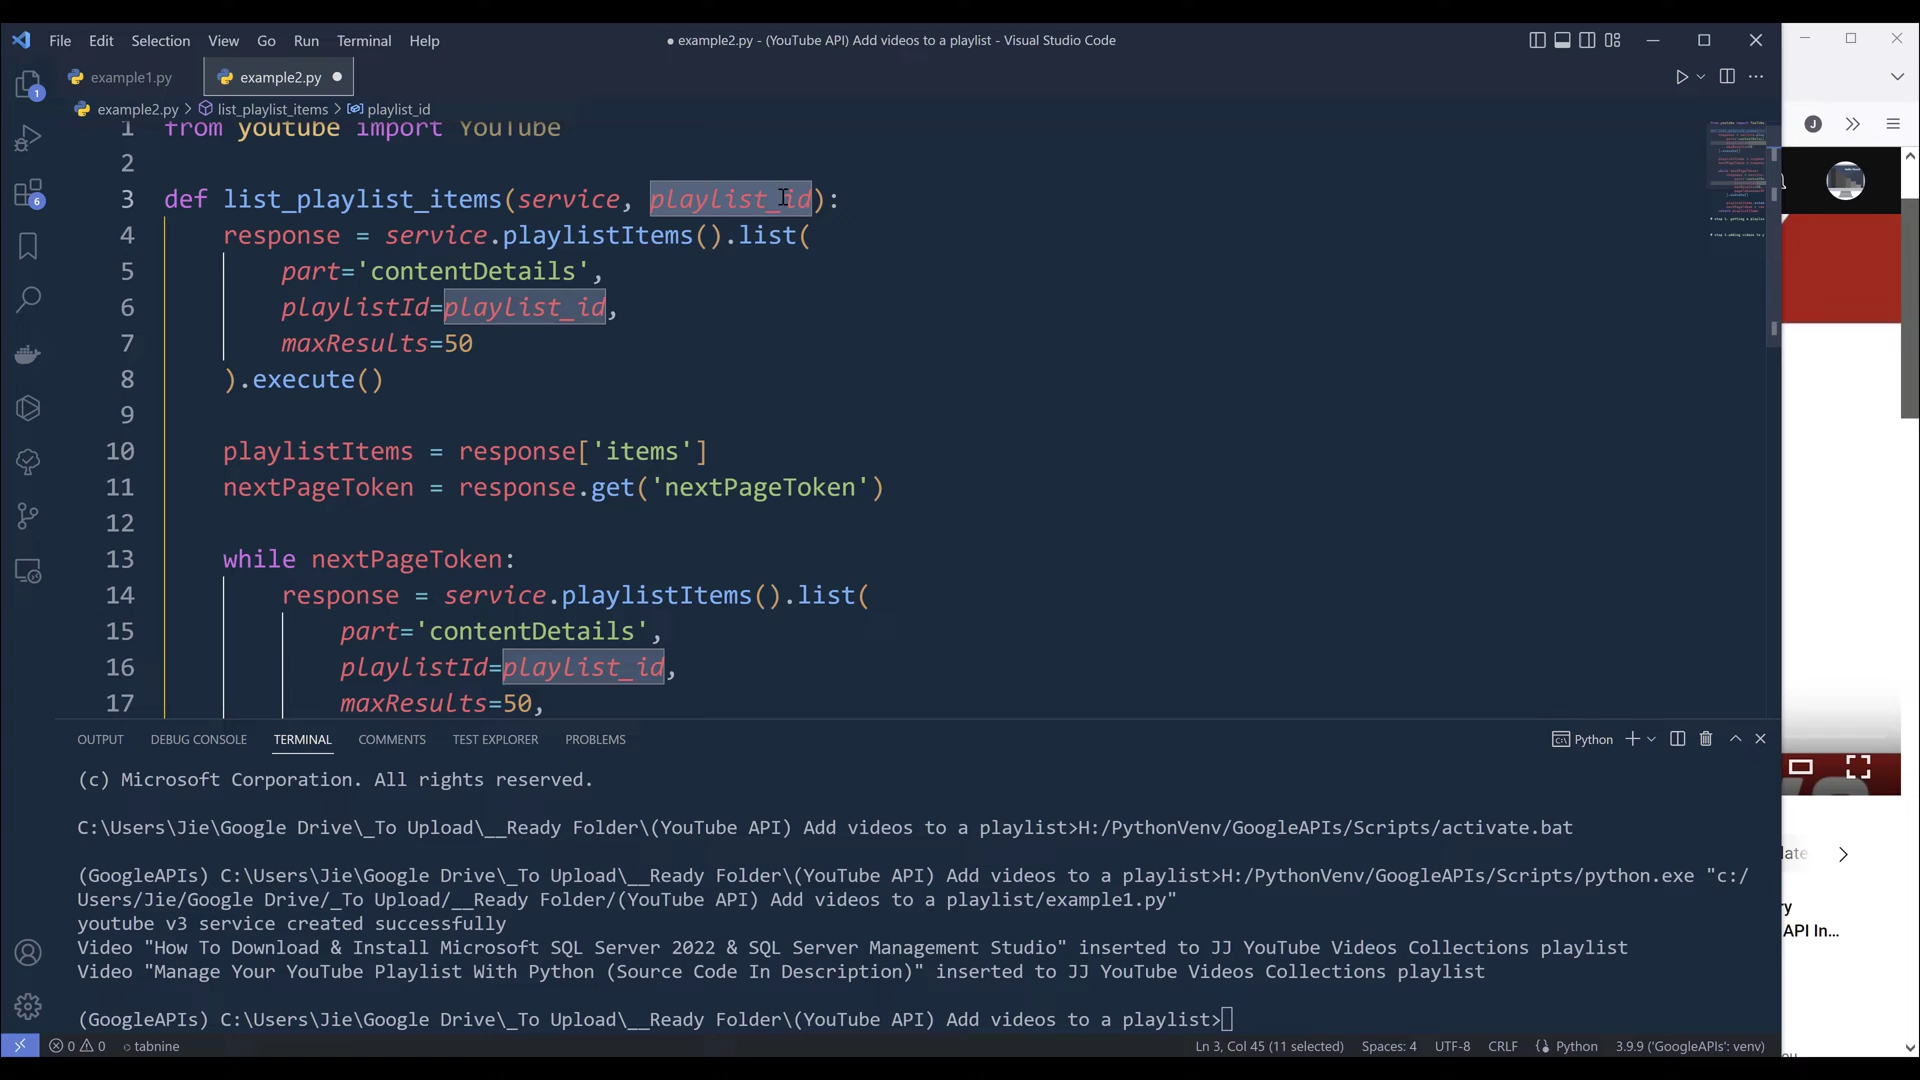 File Edit Selection View Go Run Terminal Help
● example2.py - (YouTube API) Add videos to a playlist - Visual Studio Code
example1.py
example2.py
example2.py > list_playlist_items > playlist_id
1 from youtube import YouTube
2
3 def list_playlist_items(service, playlist_id):
4 response = service.playlistItems().list(
5 part='contentDetails',
6 playlistId=playlist_id,
7 maxResults=50
8 ).execute()
9
10 playlistItems = response['items']
11 nextPageToken = response.get('nextPageToken')
12
13 while nextPageToken:
14 response = service.playlistItems().list(
15 part='contentDetails',
16 playlistId=playlist_id,
17 maxResults=50,
1
6
J
OUTPUT DEBUG CONSOLE TERMINAL COMMENTS TEST EXPLORER PROBLEMS
Python
(c) Microsoft Corporation. All rights reserved.
C:\Users\Jie\Google Drive\_To Upload\__Ready Folder\(YouTube API) Add videos to a playlist>H:/PythonVenv/GoogleAPIs/Scripts/activate.bat
(GoogleAPIs) C:\Users\Jie\Google Drive\_To Upload\__Ready Folder\(YouTube API) Add videos to a playlist>H:/PythonVenv/GoogleAPIs/Scripts/python.exe "c:/
Users/Jie/Google Drive/_To Upload/__Ready Folder/(YouTube API) Add videos to a playlist/example1.py"
youtube v3 service created successfully
Video "How To Download & Install Microsoft SQL Server 2022 & SQL Server Management Studio" inserted to JJ YouTube Videos Collections playlist
Video "Manage Your YouTube Playlist With Python (Source Code In Description)" inserted to JJ YouTube Videos Collections playlist
(GoogleAPIs) C:\Users\Jie\Google Drive\_To Upload\__Ready Folder\(YouTube API) Add videos to a playlist>
late
ry
API In...
0 0 tabnine
Ln 3, Col 45 (11 selected) Spaces: 4 UTF-8 CRLF Python 3.9.9 ('GoogleAPIs': venv)